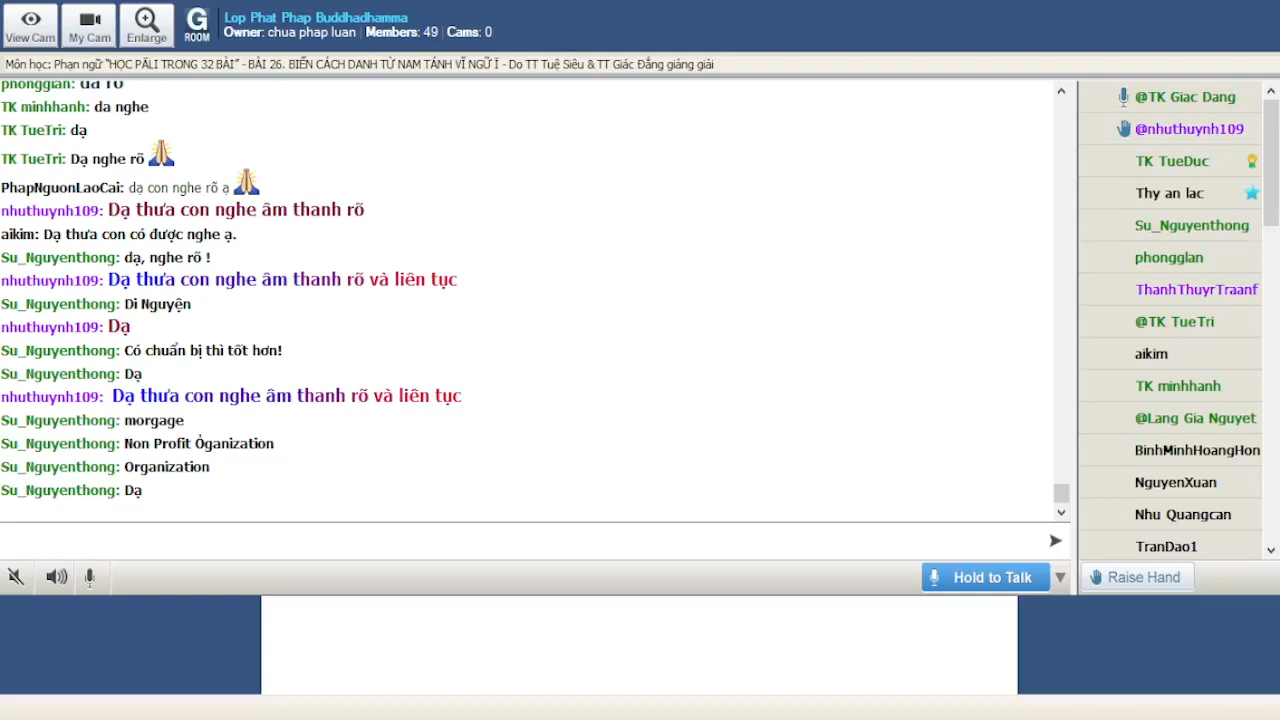 View Cam
My Cam
Enlarge
G
ROOM
Lop Phat Phap Buddhadhamma
Owner: chua phap luan | Members: 49 | Cams: 0
Môn học: Phạn ngữ "HỌC PĀLI TRONG 32 BÀI" - BÀI 26. BIẾN CÁCH DANH TỪ NAM TÁNH VĨ NGỮ Ī - Do TT Tuệ Siêu & TT Giác Đẳng giảng giải
phongglan: da ro
TK minhhanh: da nghe
TK TueTri: dạ
TK TueTri: Dạ nghe rõ
PhapNguonLaoCai: dạ con nghe rõ ạ
nhuthuynh109: Dạ thưa con nghe âm thanh rõ
aikim: Dạ thưa con có được nghe ạ.
Su_Nguyenthong: dạ, nghe rõ !
nhuthuynh109: Dạ thưa con nghe âm thanh rõ và liên tục
Su_Nguyenthong: Di Nguyện
nhuthuynh109: Dạ
Su_Nguyenthong: Có chuẩn bị thì tốt hơn!
Su_Nguyenthong: Dạ
nhuthuynh109: Dạ thưa con nghe âm thanh rõ và liên tục
Su_Nguyenthong: morgage
Su_Nguyenthong: Non Profit Ỏganization
Su_Nguyenthong: Organization
Su_Nguyenthong: Dạ
@TK Giac Dang
@nhuthuynh109
TK TueDuc
Thy an lac
Su_Nguyenthong
phongglan
ThanhThuyrTraanf
@TK TueTri
aikim
TK minhhanh
@Lang Gia Nguyet
BinhMinhHoangHon
NguyenXuan
Nhu Quangcan
TranDao1
Hold to Talk
Raise Hand